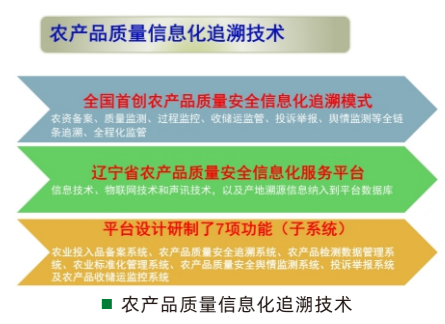 农产品质量信息化追溯技术
全国首创农产品质量安全信息化追溯模式
农资备案、质量监测、过程监控、收储运监管、投诉举报、舆情监测等全链
条追溯、全程化监管
辽宁省农产品质量安全信息化服务平台
信息技术、物联网技术和声讯技术，以及产地溯源信息纳入到平台数据库
平台设计研制了7项功能（子系统）
农业投入品备案系统、农产品质量安全追溯系统、农产品检测数据管理系
统、农业标准化管理系统、农产品质量安全舆情监测系统、投诉举报系统
及农产品收储运监控系统
■ 农产品质量信息化追溯技术